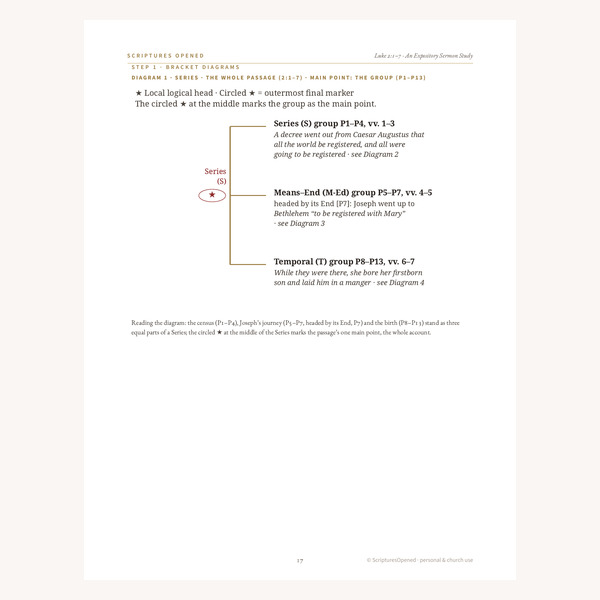 SCRIPTURES OPENED
Luke 2:1–7 · An Expository Sermon Study
STEP 1 · BRACKET DIAGRAMS
DIAGRAM 1 · SERIES · THE WHOLE PASSAGE (2:1–7) · MAIN POINT: THE GROUP (P1–P13)
★ Local logical head · Circled ★ = outermost final marker
The circled ★ at the middle marks the group as the main point.
Series (S) group P1–P4, vv. 1–3
A decree went out from Caesar Augustus that
all the world be registered, and all were
going to be registered · see Diagram 2
Series
(S)
★
Means–End (M-Ed) group P5–P7, vv. 4–5
headed by its End [P7]: Joseph went up to
Bethlehem “to be registered with Mary”
· see Diagram 3
Temporal (T) group P8–P13, vv. 6–7
While they were there, she bore her firstborn
son and laid him in a manger · see Diagram 4
Reading the diagram: the census (P1–P4), Joseph’s journey (P5–P7, headed by its End, P7) and the birth (P8–P13) stand as three
equal parts of a Series; the circled ★ at the middle of the Series marks the passage’s one main point, the whole account.
17
© ScripturesOpened · personal & church use